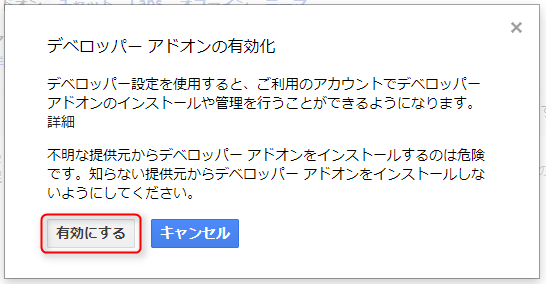 デベロッパー アドオンの有効化
デベロッパー設定を使用すると、ご利用のアカウントでデベロッパー
アドオンのインストールや管理を行うことができるようになります。
詳細
不明な提供元からデベロッパー アドオンをインストールするのは危険
です。知らない提供元からデベロッパー アドオンをインストールしな
いようにしてください。
有効にする
キャンセル